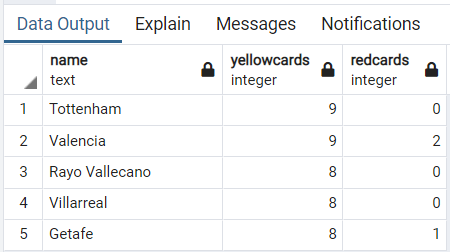 Data Output Explain Messages Notifications
name yellowcards redcards
text integer integer
1 Tottenham 9 0
2 Valencia 9 2
3 Rayo Vallecano 8 0
4 Villarreal 8 0
5 Getafe 8 1